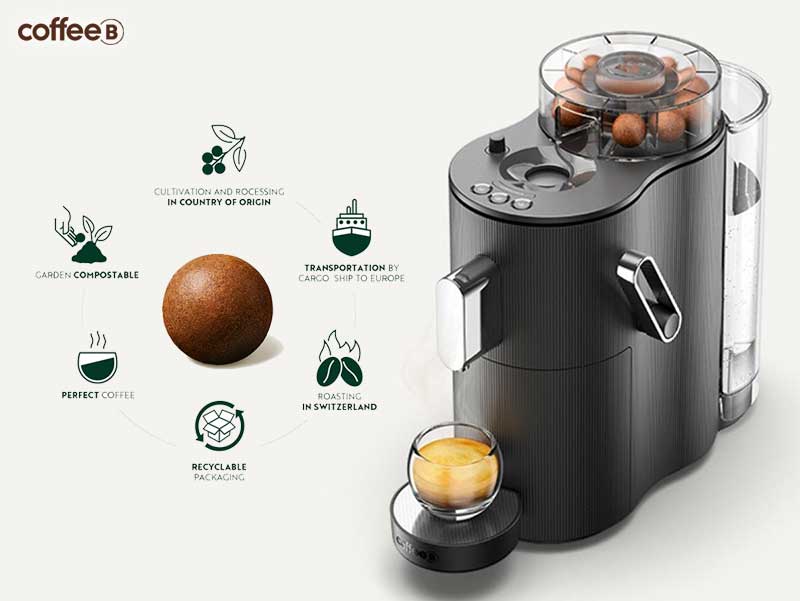 coffee B
CULTIVATION AND ROCESSING
IN COUNTRY OF ORIGIN
TRANSPORTATION BY
CARGO SHIP TO EUROPE
ROASTING
IN SWITZERLAND
RECYCLABLE
PACKAGING
PERFECT COFFEE
GARDEN COMPOSTABLE
coffee B